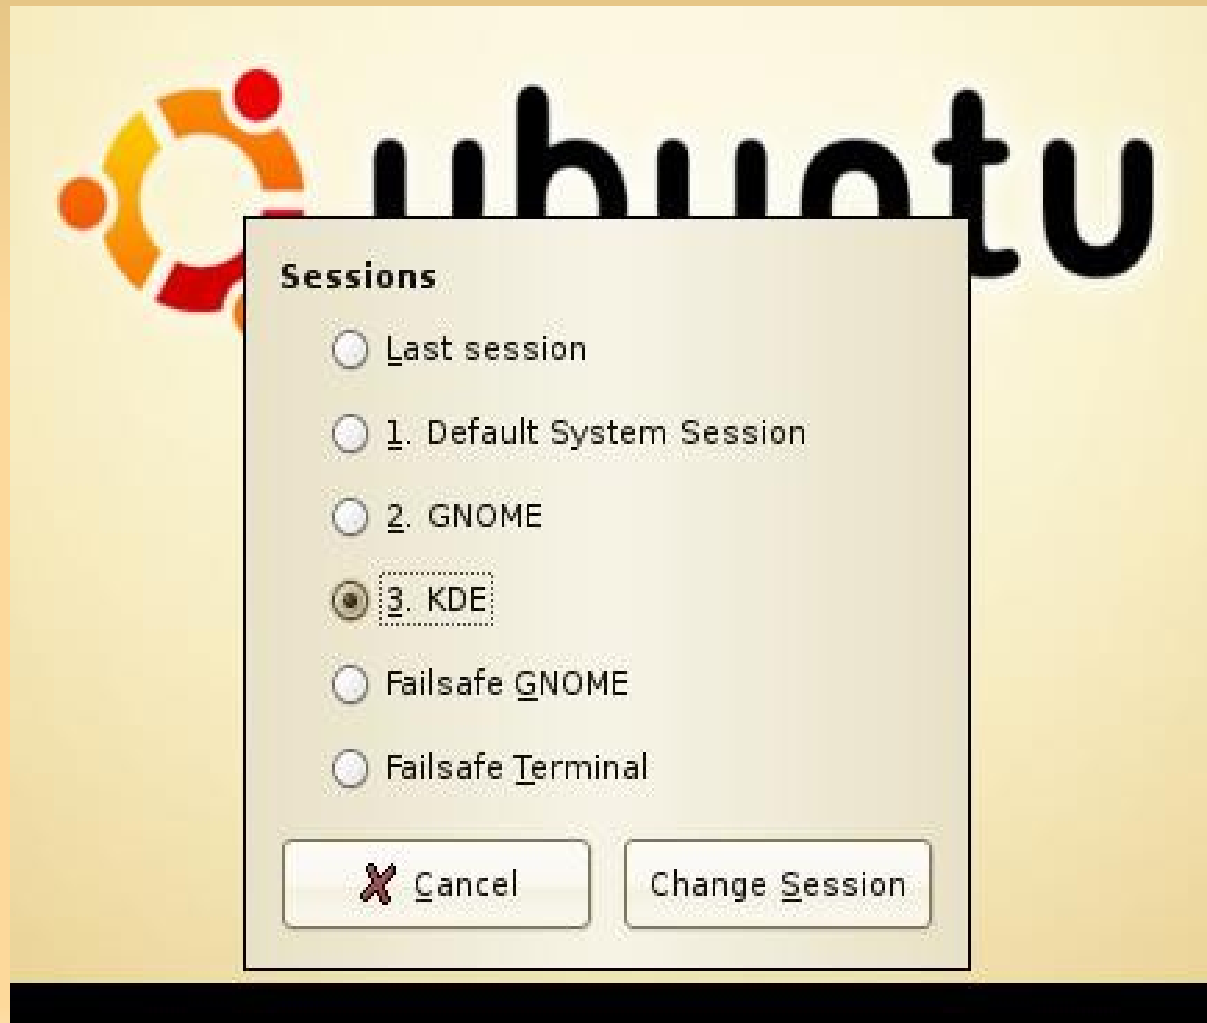 ubuntu
Sessions
Last session
1. Default System Session
2. GNOME
3. KDE
Failsafe GNOME
Failsafe Terminal
Cancel
Change Session